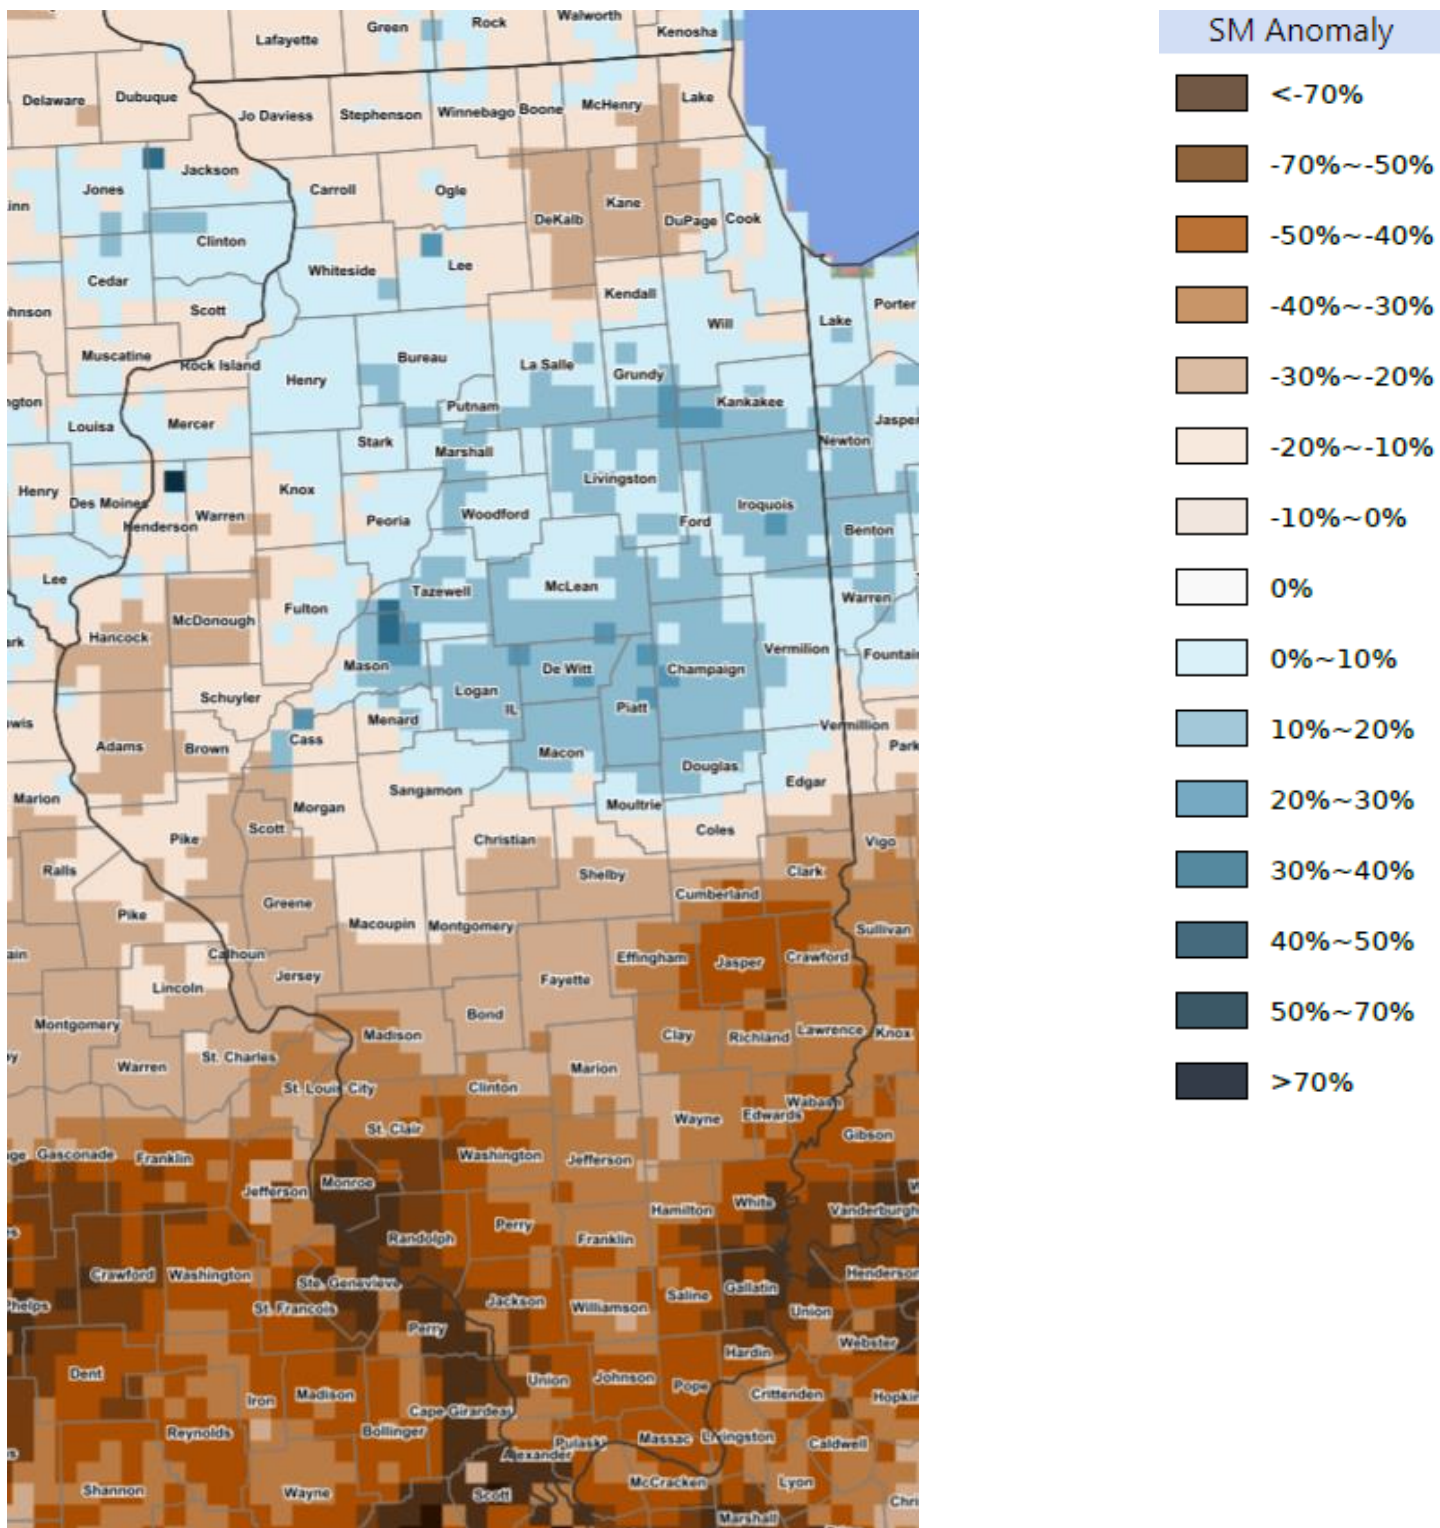 Lafayette
Green
Rock
Walworth
Kenosha
SM Anomaly
<-70%
-70%~-50%
-50%~-40%
-40%~-30%
-30%~-20%
-20%~-10%
-10%~0%
0%
0%~10%
10%~20%
20%~30%
30%~40%
40%~50%
50%~70%
>70%
Delaware
Dubuque
Jo Daviess
Stephenson
Winnebago
Boone
McHenry
Lake
Jones
Jackson
Carroll
Ogle
DeKalb
Kane
DuPage
Cook
inn
Clinton
Cedar
Whiteside
Lee
Kendall
Porter
hnson
Scott
Will
Lake
Muscatine
Rock Island
Bureau
La Salle
Grundy
Henry
Kankakee
ngton
Putnam
Louisa
Mercer
Stark
Marshall
Newton
Jasper
Henry
Des Moines
Knox
Livingston
Iroquois
Henderson
Warren
Peoria
Woodford
Ford
Benton
Lee
Tazewell
McLean
Warren
Fulton
McDonough
Hancock
ark
Mason
De Witt
Champaign
Vermilion
Fountain
Schuyler
Logan
IL
Piatt
wis
Menard
Vermillion
Adams
Brown
Cass
Macon
Douglas
Park
Marion
Morgan
Sangamon
Moultrie
Edgar
Pike
Scott
Christian
Coles
Vigo
Ralls
Shelby
Clark
Cumberland
Pike
Greene
Macoupin
Montgomery
Sullivan
ain
Calhoun
Effingham
Jasper
Crawford
Lincoln
Jersey
Fayette
Montgomery
Bond
Madison
Clay
Richland
Lawrence
Knox
y
Warren
St. Charles
Marion
St. Louis City
Clinton
Wabash
Wayne
Edwards
St. Clair
Gibson
ge
Gasconade
Franklin
Washington
Jefferson
Jefferson
Monroe
White
Hamilton
Vanderburgh
Randolph
Perry
Franklin
Crawford
Washington
Ste. Genevieve
Henderson
Phelps
St. Francois
Jackson
Williamson
Saline
Gallatin
Union
Perry
Webster
Hardin
Dent
Union
Johnson
Pope
Iron
Madison
Crittenden
Hopkin
Cape Girardeau
Reynolds
Bollinger
Pulaski
Massac
Livingston
Caldwell
Alexander
Shannon
Wayne
Scott
McCracken
Lyon
Chri
Marshall